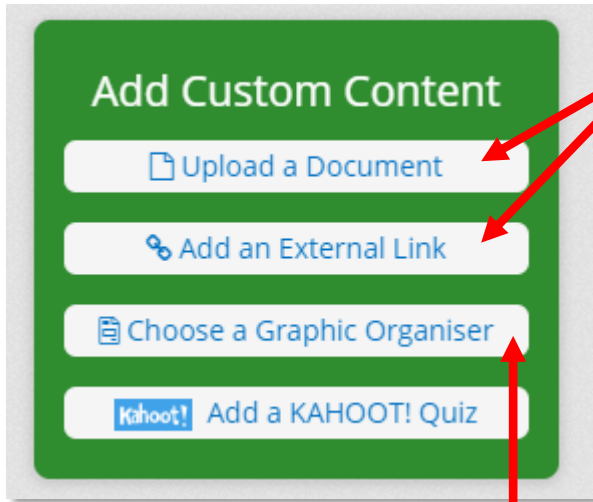 Add Custom Content
Upload a Document
Add an External Link
Choose a Graphic Organiser
Kahoot! Add a KAHOOT! Quiz